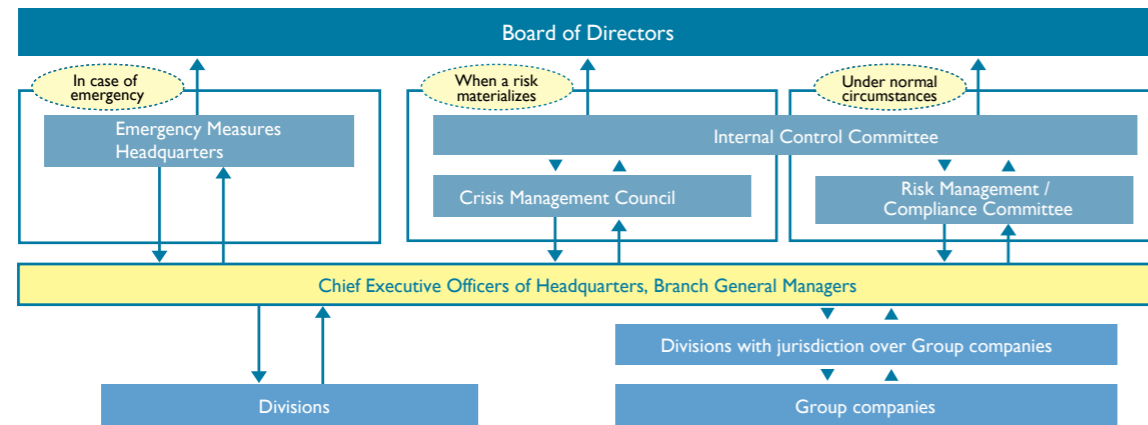 Board of Directors
In case of
emergency
When a risk
materializes
Under normal
circumstances
Emergency Measures
Headquarters
Internal Control Committee
Crisis Management Council
Risk Management /
Compliance Committee
Chief Executive Officers of Headquarters, Branch General Managers
Divisions with jurisdiction over Group companies
Divisions
Group companies